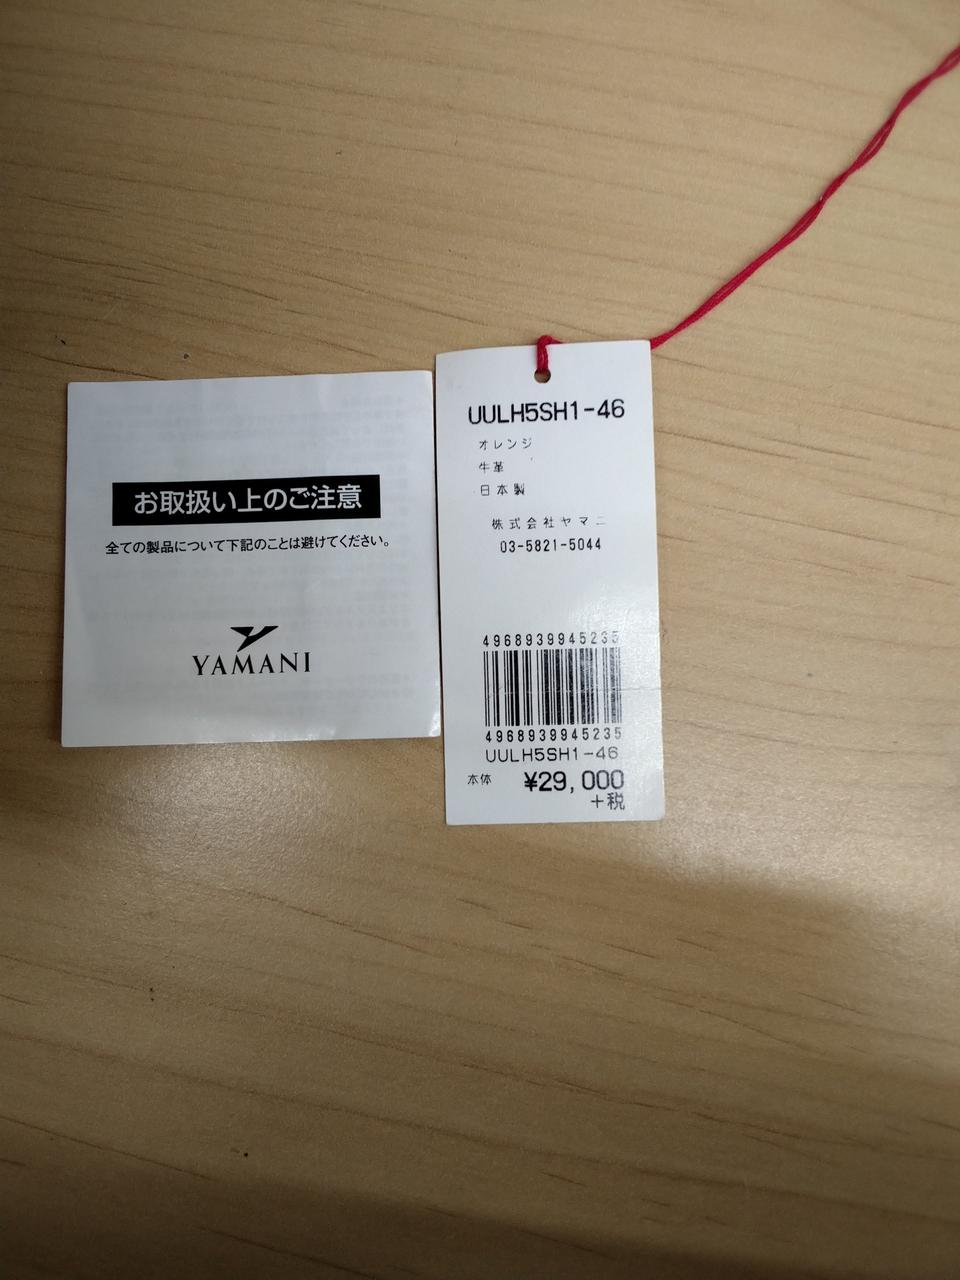 お取扱い上のご注意
全ての製品について下記のことは避けてください。
YAMANI
UULH5SH1-46
オレンジ
牛革
日本製
株式会社ヤマニ
03-5821-5044
4968939945235
4968939945235
UULH5SH1-46
本体 ¥29,000
+税